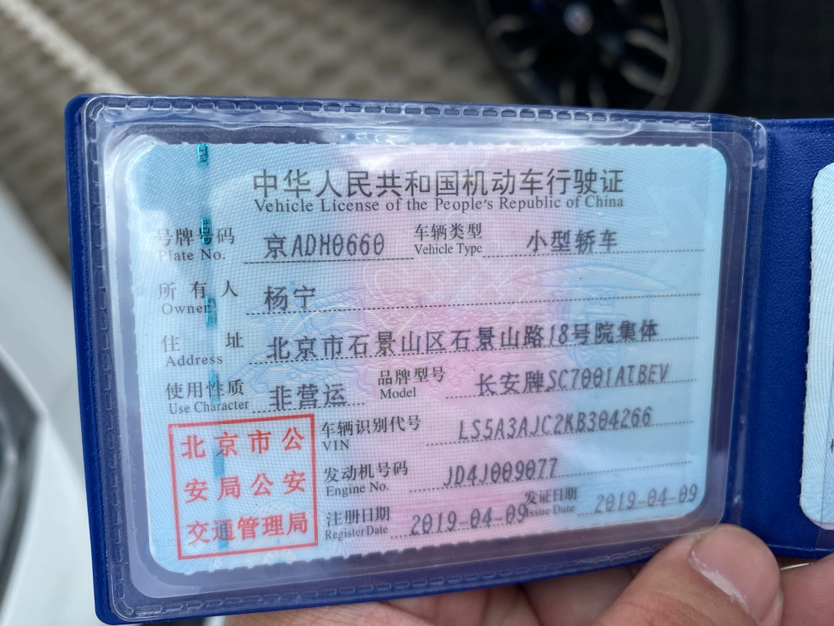 中华人民共和国机动车行驶证
Vehicle License of the People's Republic of China
号牌号码 京ADH0660 车辆类型 小型轿车
Plate No. Vehicle Type
所有人 杨宁
Owner
住址 北京市石景山区石景山路18号院集体
Address
使用性质 非营运 品牌型号 长安牌SC7001ATBEV
Use Character Model
车辆识别代号 LS5A3AJC2KB304266
VIN
发动机号码 JD4J009077
Engine No.
注册日期 2019-04-09 发证日期 2019-04-09
RegisterDate Issue Date
北京市公
安局公安
交通管理局